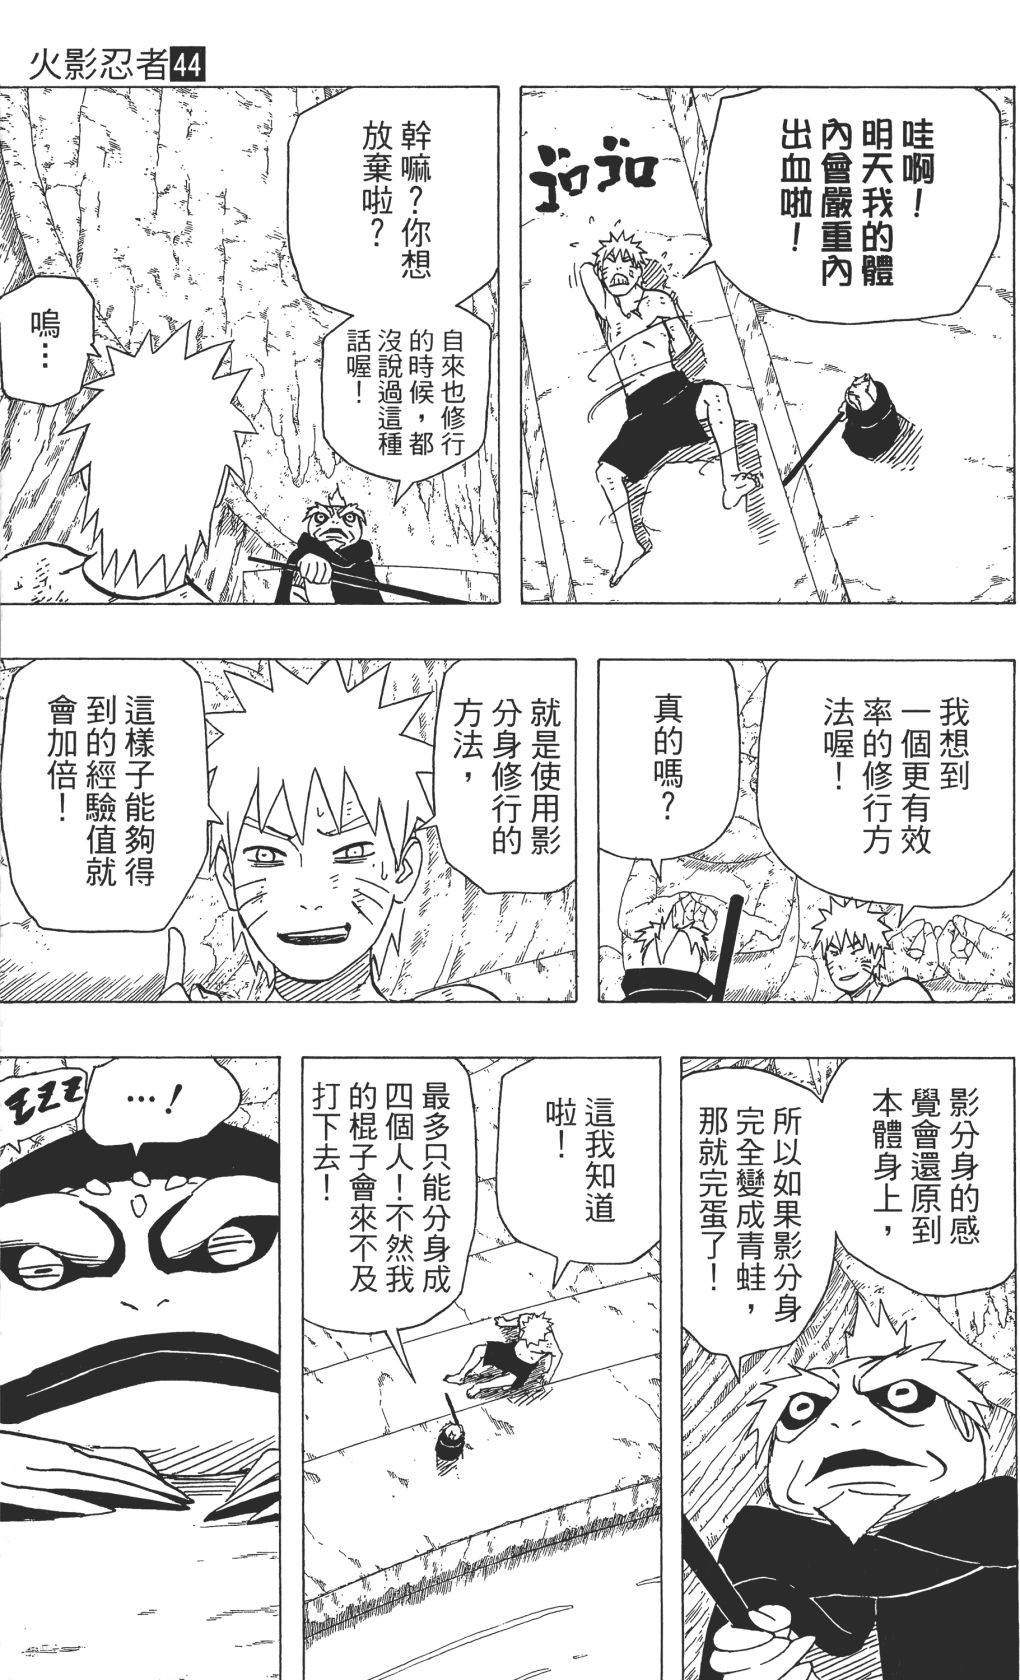 火影忍者44
哇啊!
明天我的體
內會嚴重內
出血啦!
ゴロゴロ
幹嘛?你想
放棄啦?
自來也修行
的時候,都
沒說過這種
話喔!
嗚…
我想到
一個更有效
率的修行方
法喔!
真的嗎?
就是使用影
分身修行的
方法,
這樣子能夠得
到的經驗值就
會加倍!
影分身的感
覺會還原到
本體身上,
所以如果影分身
完全變成青蛙,
那就完蛋了!
這我知道
啦!
最多只能分身成
四個人!不然我
的棍子會來不及
打下去!
…!
ZZZ